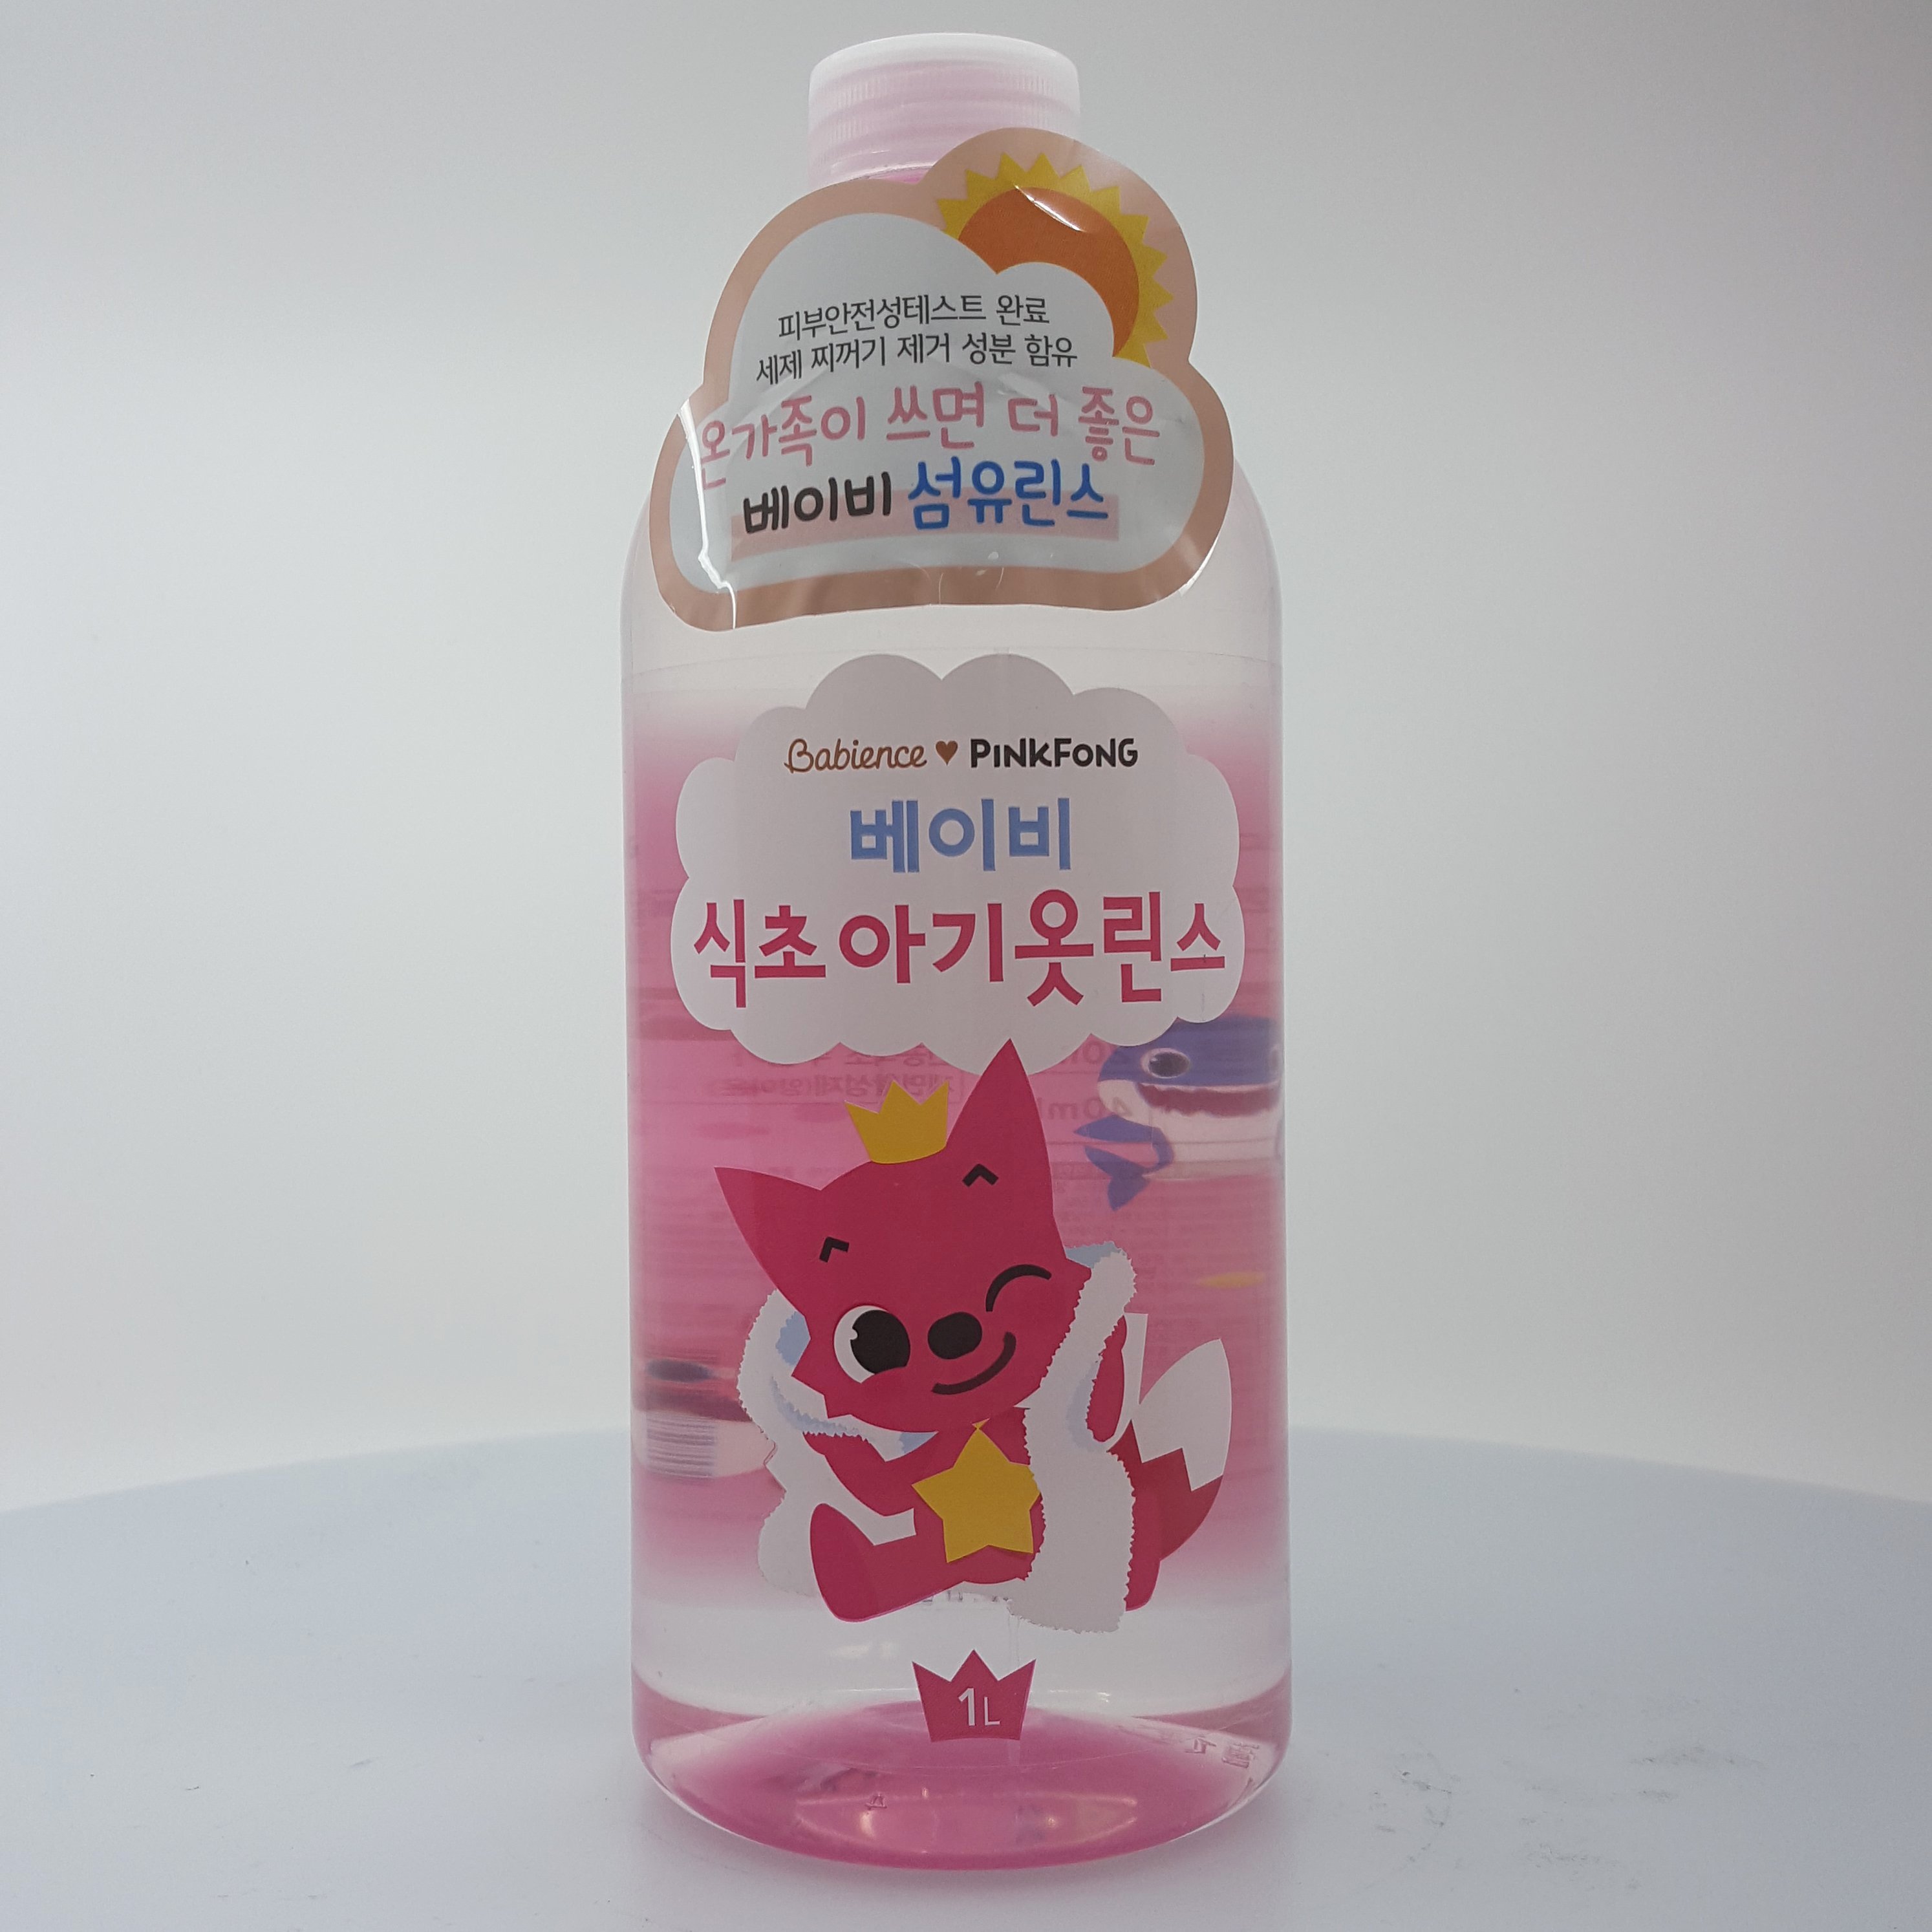 피부안전성테스트 완료
세제 찌꺼기 제거 성분 함유
온가족이 쓰면 더 좋은
베이비 섬유린스
Babience ♥ PINKFONG
베이비
식초아기옷린스
1L